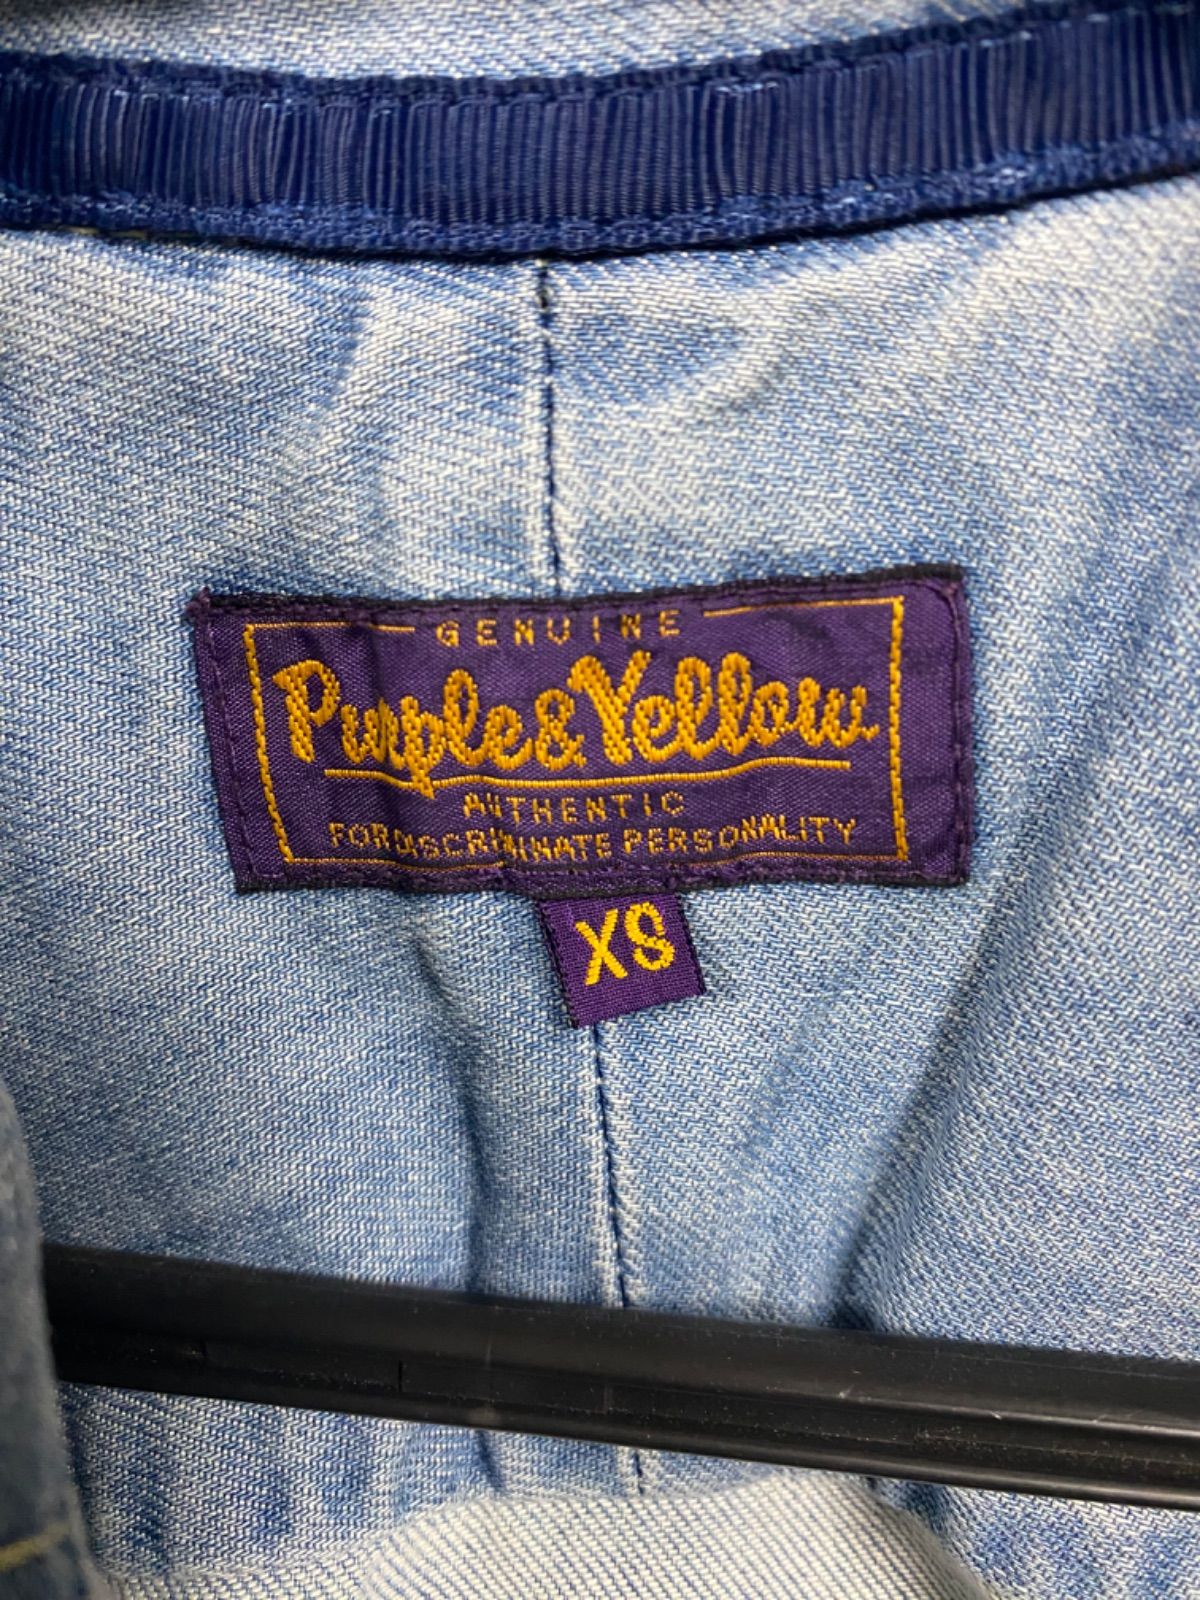 GENUINE
Purple & Yellow
AUTHENTIC
FOR DISCRIMINATE PERSONALITY
XS